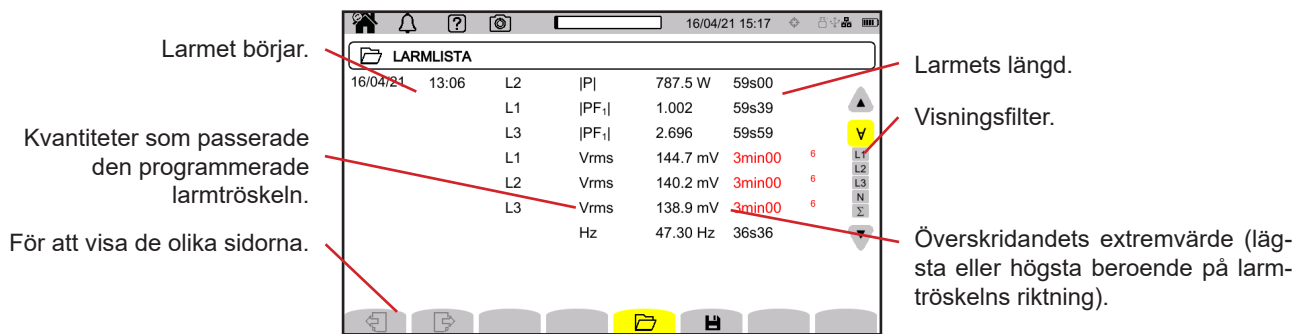 16/04/21 15:17
LARMLISTA
16/04/21 13:06 L2 |P| 787.5 W 59s00
L1 |PF₁| 1.002 59s39
L3 |PF₁| 2.696 59s59
L1 Vrms 144.7 mV 3min00 6
L2 Vrms 140.2 mV 3min00 6
L3 Vrms 138.9 mV 3min00 6
Hz 47.30 Hz 36s36
∀
L1
L2
L3
N
Σ
Larmet börjar.
Kvantiteter som passerade
den programmerade
larmtröskeln.
För att visa de olika sidorna.
Larmets längd.
Visningsfilter.
Överskridandets extremvärde (läg-
sta eller högsta beroende på larm-
tröskelns riktning).